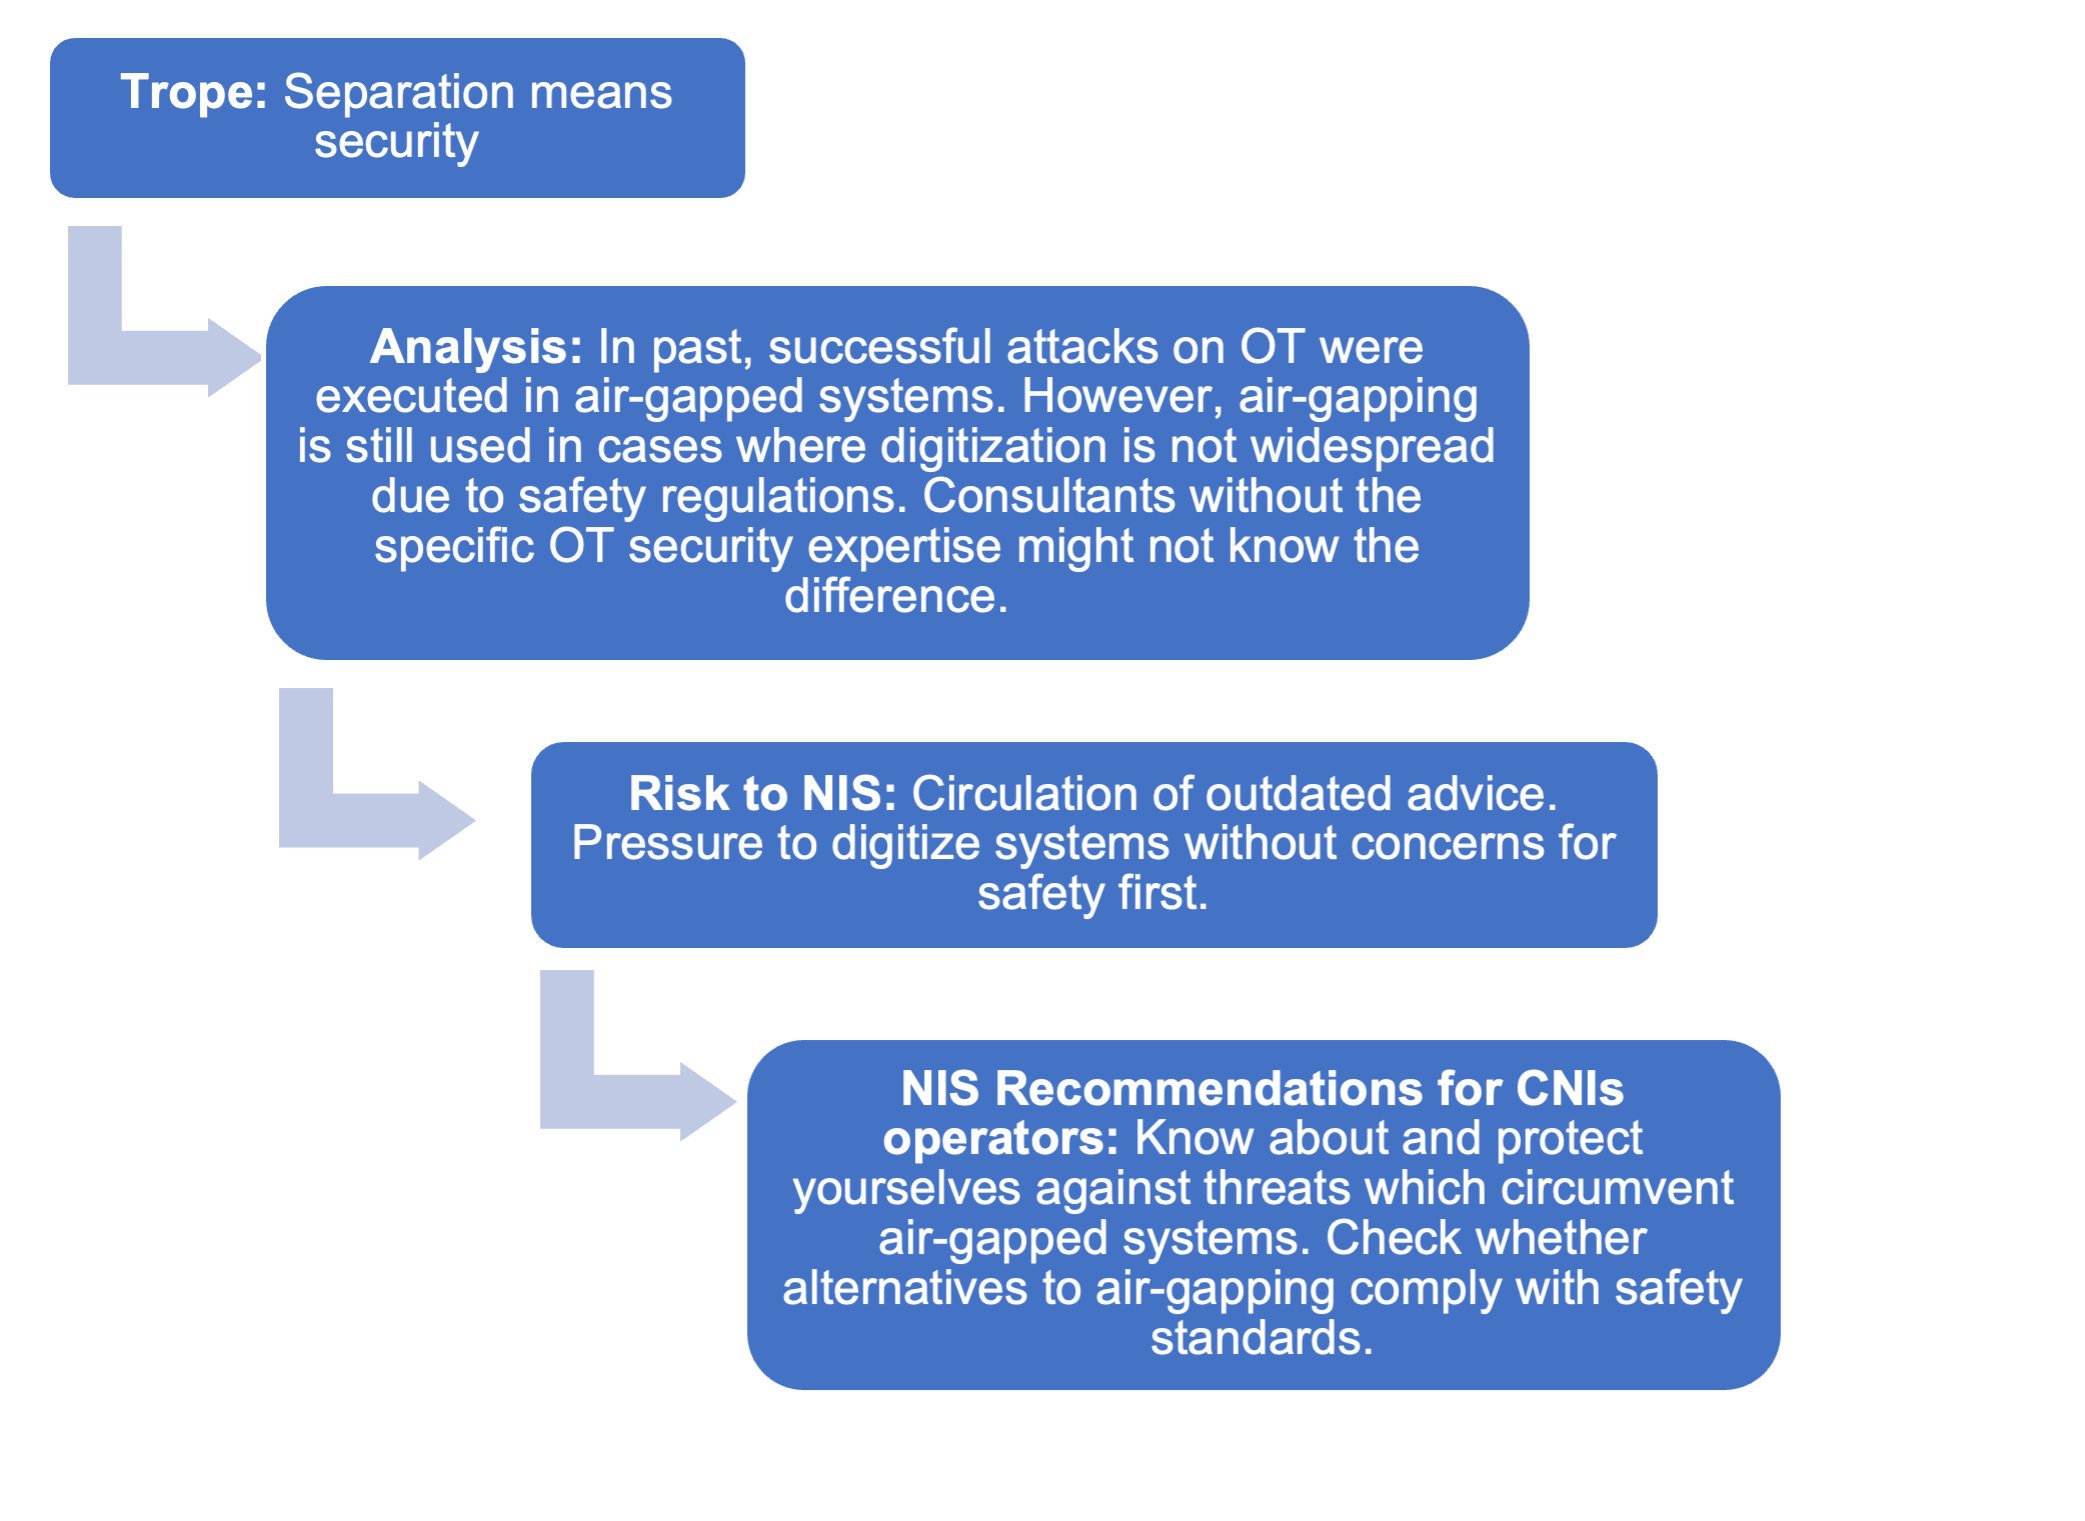 Trope: Separation means
security
Analysis: In past, successful attacks on OT were
executed in air-gapped systems. However, air-gapping
is still used in cases where digitization is not widespread
due to safety regulations. Consultants without the
specific OT security expertise might not know the
difference.
Risk to NIS: Circulation of outdated advice.
Pressure to digitize systems without concerns for
safety first.
NIS Recommendations for CNIs
operators: Know about and protect
yourselves against threats which circumvent
air-gapped systems. Check whether
alternatives to air-gapping comply with safety
standards.